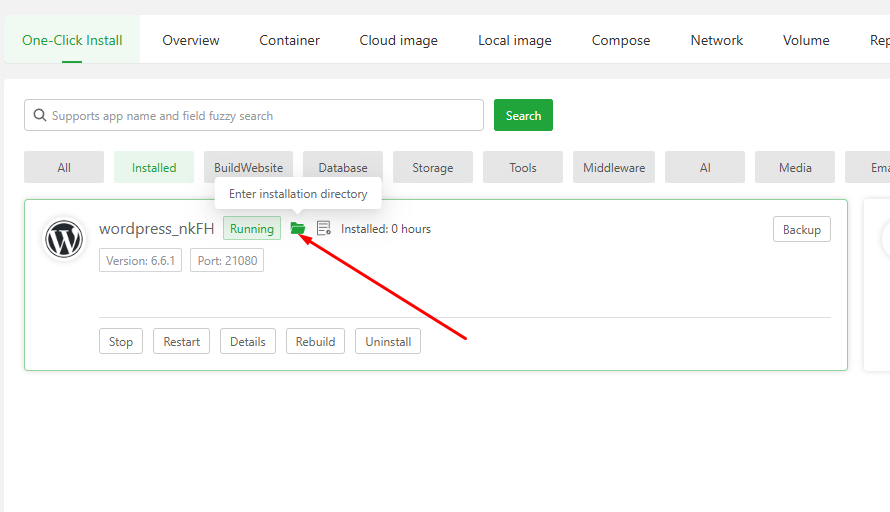 One-Click Install Overview Container Cloud image Local image Compose Network Volume Rep
Supports app name and field fuzzy search Search
All Installed BuildWebsite Database Storage Tools Middleware AI Media Ema
Enter installation directory
wordpress_nkFH Running Installed: 0 hours Backup
Version: 6.6.1 Port: 21080
Stop Restart Details Rebuild Uninstall